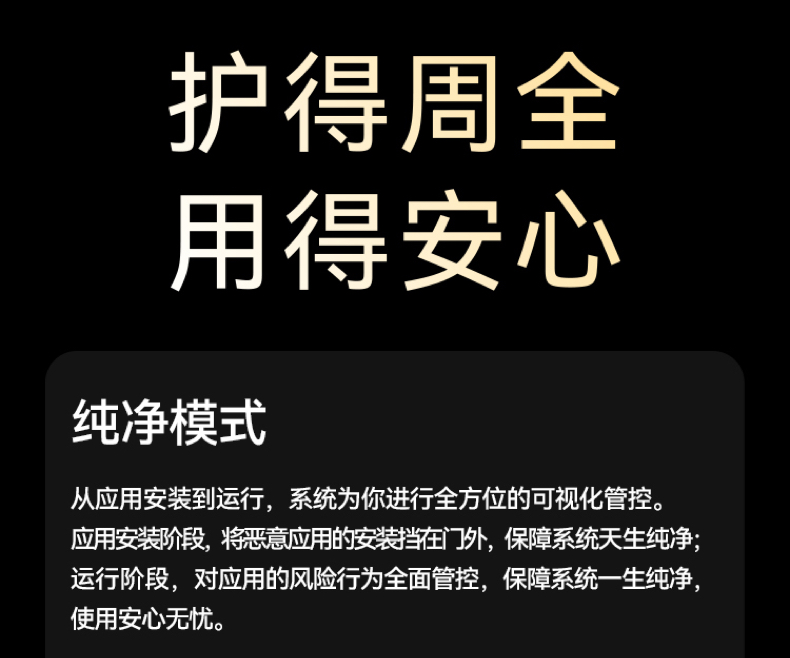 护得周全
用得安心
纯净模式
从应用安装到运行，系统为你进行全方位的可视化管控。
应用安装阶段，将恶意应用的安装挡在门外，保障系统天生纯净；
运行阶段，对应用的风险行为全面管控，保障系统一生纯净，
使用安心无忧。